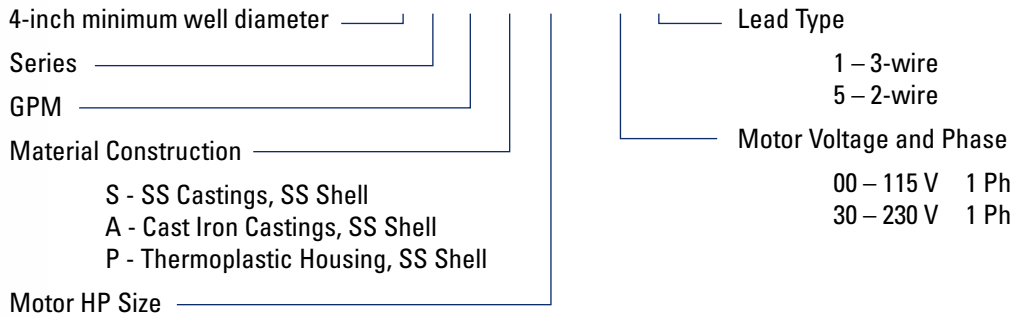 4-inch minimum well diameter
Series
GPM
Material Construction
S - SS Castings, SS Shell
A - Cast Iron Castings, SS Shell
P - Thermoplastic Housing, SS Shell
Motor HP Size
Lead Type
1 – 3-wire
5 – 2-wire
Motor Voltage and Phase
00 – 115 V 1 Ph
30 – 230 V 1 Ph